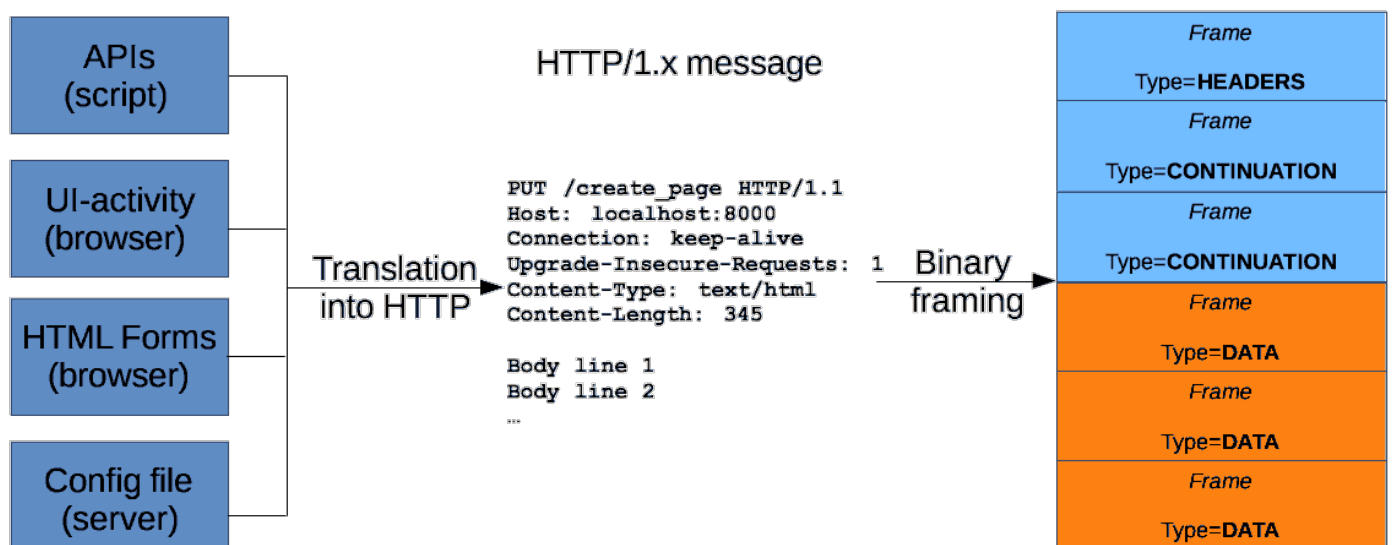 APIs
(script)
UI-activity
(browser)
HTML Forms
(browser)
Config file
(server)
Translation
into HTTP
HTTP/1.x message
PUT /create_page HTTP/1.1
Host: localhost:8000
Connection: keep-alive
Upgrade-Insecure-Requests: 1
Content-Type: text/html
Content-Length: 345
Body line 1
Body line 2
…
Binary
framing
Frame
Type=HEADERS
Frame
Type=CONTINUATION
Frame
Type=CONTINUATION
Frame
Type=DATA
Frame
Type=DATA
Frame
Type=DATA